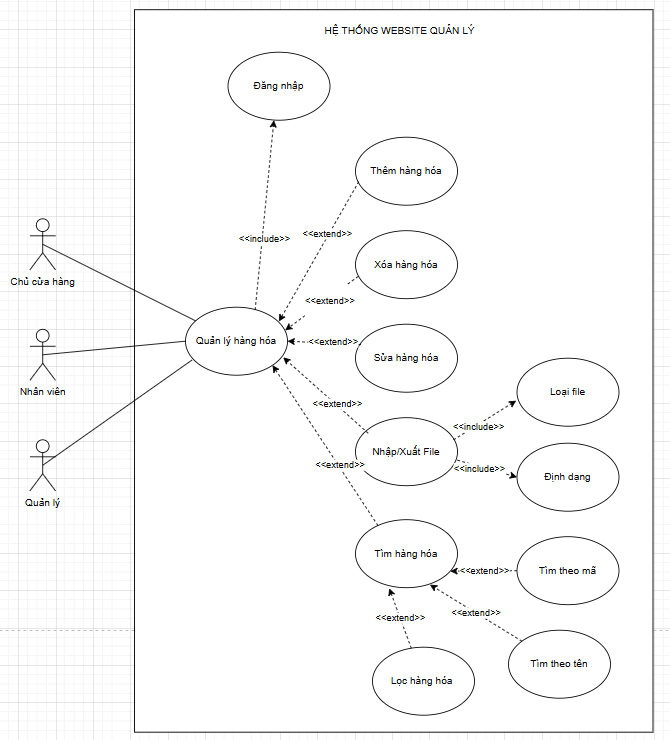 HỆ THỐNG WEBSITE QUẢN LÝ
Đăng nhập
Thêm hàng hóa
<<include>>
<<extend>>
Xóa hàng hóa
Chủ cửa hàng
<<extend>>
Quản lý hàng hóa
<<extend>>
Sửa hàng hóa
Nhân viên
Loại file
<<extend>>
<<include>>
Nhập/Xuất File
<<extend>>
<<include>>
Định dạng
Quản lý
Tìm hàng hóa
<<extend>>
Tìm theo mã
<<extend>>
<<extend>>
Tìm theo tên
Lọc hàng hóa